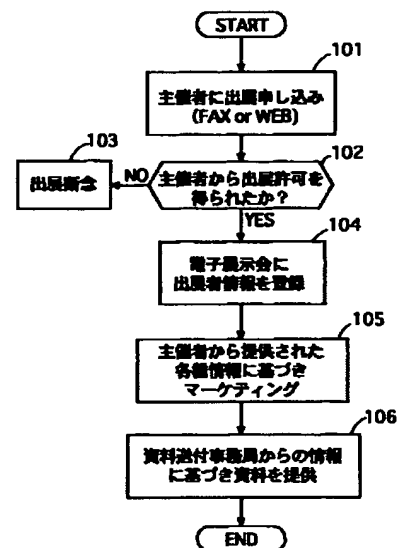 START
101
主催者に出展申し込み
(FAX or WEB)
103
102
出展断念
NO
主催者から出展許可を
得られたか?
YES
104
電子展示会に
出展者情報を登録
105
主催者から提供された
各種情報に基づき
マーケティング
106
資料送付事務局からの情報
に基づき資料を提供
END